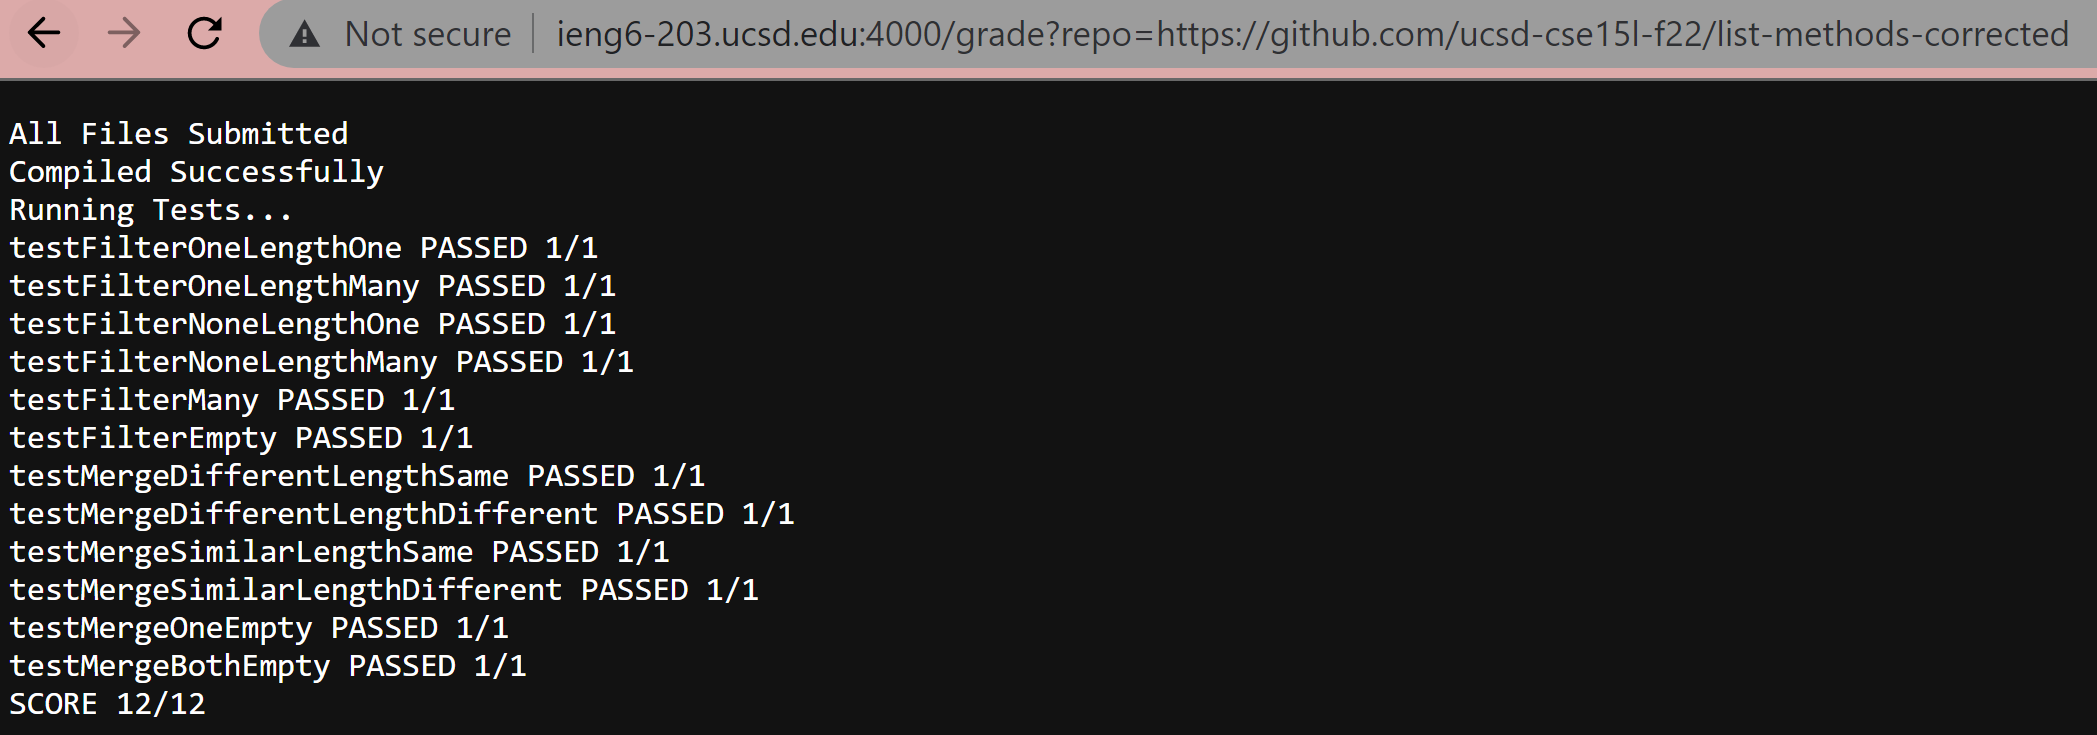 Not secure ieng6-203.ucsd.edu:4000/grade?repo=https://github.com/ucsd-cse15l-f22/list-methods-corrected
All Files Submitted
Compiled Successfully
Running Tests...
testFilterOneLengthOne PASSED 1/1
testFilterOneLengthMany PASSED 1/1
testFilterNoneLengthOne PASSED 1/1
testFilterNoneLengthMany PASSED 1/1
testFilterMany PASSED 1/1
testFilterEmpty PASSED 1/1
testMergeDifferentLengthSame PASSED 1/1
testMergeDifferentLengthDifferent PASSED 1/1
testMergeSimilarLengthSame PASSED 1/1
testMergeSimilarLengthDifferent PASSED 1/1
testMergeOneEmpty PASSED 1/1
testMergeBothEmpty PASSED 1/1
SCORE 12/12